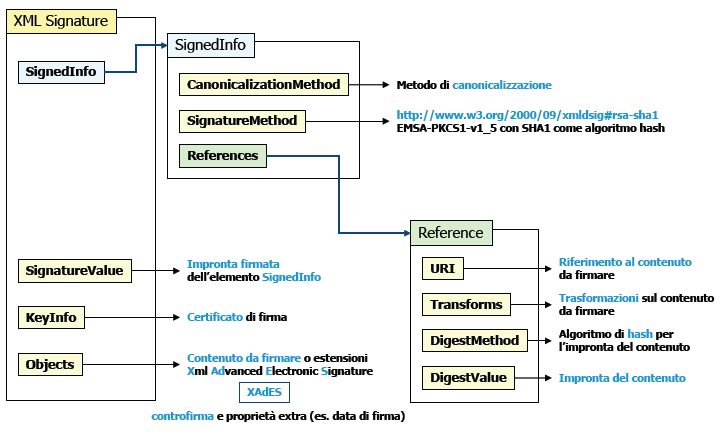 XML Signature
SignedInfo
SignedInfo
CanonicalizationMethod
Metodo di canonicalizzazione
SignatureMethod
http://www.w3.org/2000/09/xmldsig#rsa-sha1
EMSA-PKCS1-v1_5 con SHA1 come algoritmo hash
References
Reference
URI
Riferimento al contenuto
da firmare
Transforms
Trasformazioni sul contenuto
da firmare
DigestMethod
Algoritmo di hash per
l'impronta del contenuto
DigestValue
Impronta del contenuto
SignatureValue
Impronta firmata
dell'elemento SignedInfo
KeyInfo
Certificato di firma
Objects
Contenuto da firmare o estensioni
Xml Advanced Electronic Signature
XAdES
controfirma e proprietà extra (es. data di firma)